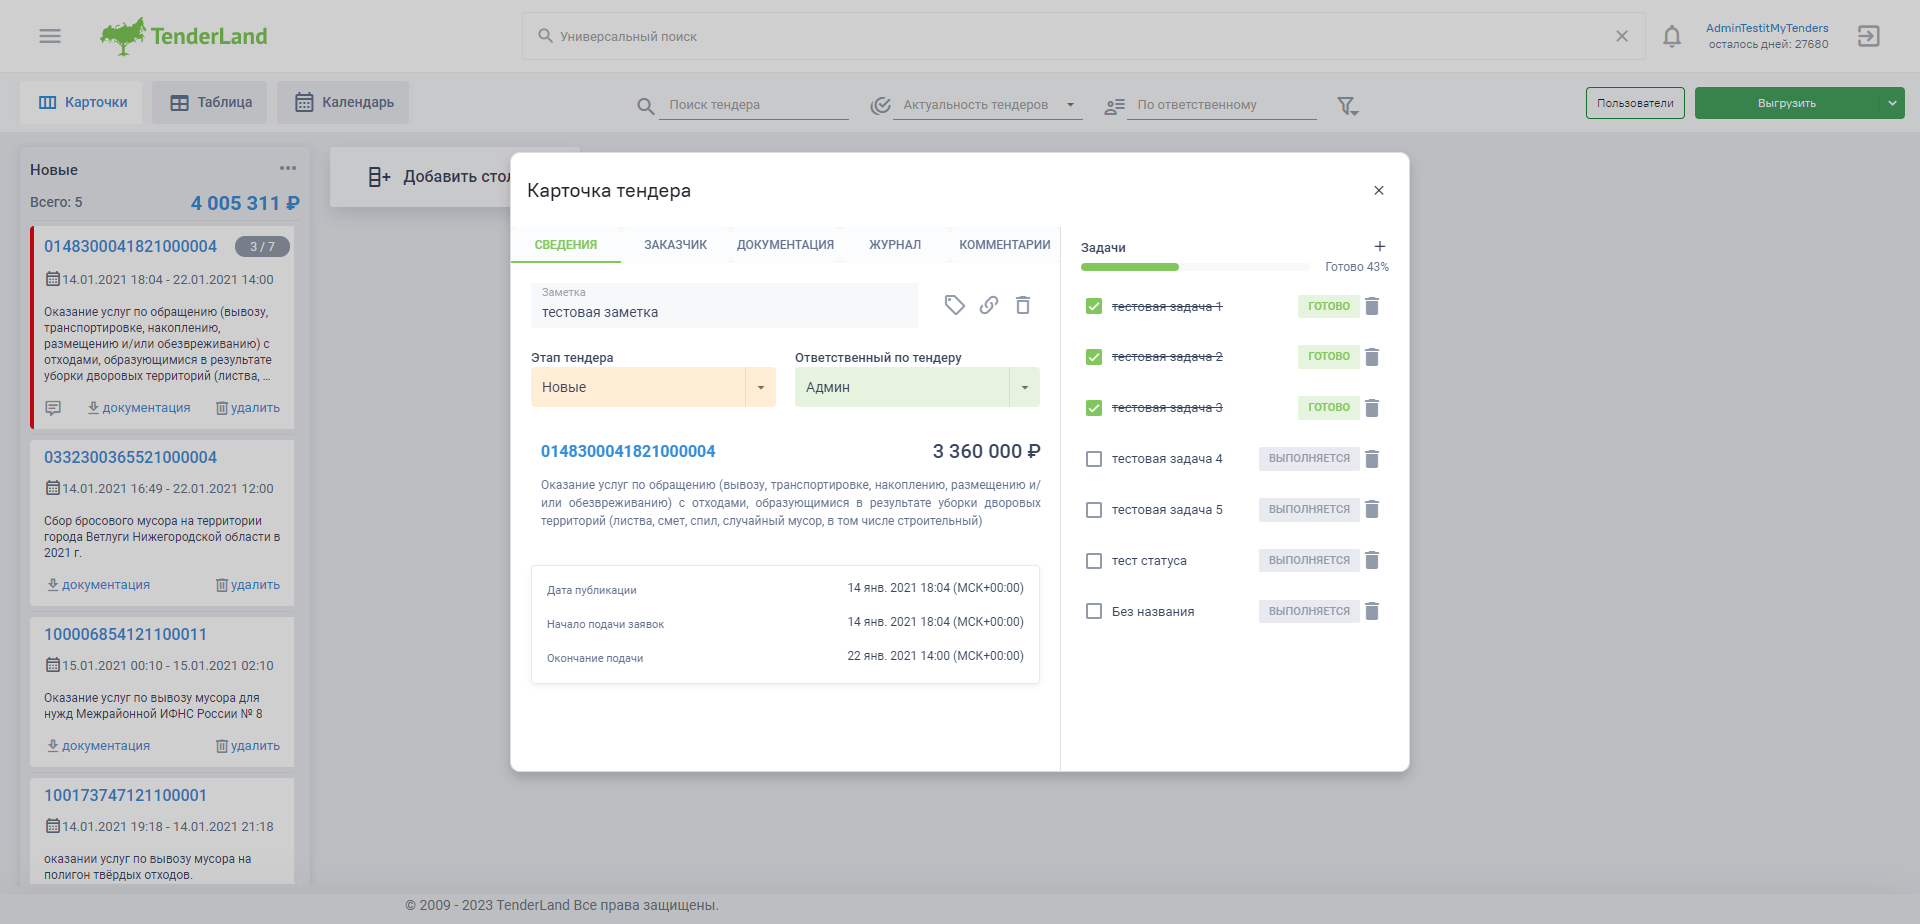 TenderLand
Универсальный поиск
AdminTestitMyTenders
осталось дней: 27680
Карточки
Таблица
Календарь
Поиск тендера
Актуальность тендеров
По ответственному
Пользователи
Выгрузить
Новые
Всего: 5
4 005 311 ₽
0148300041821000004
3 / 7
14.01.2021 18:04 - 22.01.2021 14:00
Оказание услуг по обращению (вывозу,
транспортировке, накоплению,
размещению и/или обезвреживанию) с
отходами, образующимися в результате
уборки дворовых территорий (листва, ...
документация
удалить
0332300365521000004
14.01.2021 16:49 - 22.01.2021 12:00
Сбор бросового мусора на территории
города Ветлуги Нижегородской области в
2021 г.
документация
удалить
100006854121100011
15.01.2021 00:10 - 15.01.2021 02:10
Оказание услуг по вывозу мусора для
нужд Межрайонной ИФНС России № 8
документация
удалить
100173747121100001
14.01.2021 19:18 - 14.01.2021 21:18
оказании услуг по вывозу мусора на
полигон твёрдых отходов.
Добавить стол
Карточка тендера
СВЕДЕНИЯ
ЗАКАЗЧИК
ДОКУМЕНТАЦИЯ
ЖУРНАЛ
КОММЕНТАРИИ
Заметка
тестовая заметка
Этап тендера
Ответственный по тендеру
Новые
Админ
0148300041821000004
3 360 000 ₽
Оказание услуг по обращению (вывозу, транспортировке, накоплению, размещению и/
или обезвреживанию) с отходами, образующимися в результате уборки дворовых
территорий (листва, смет, спил, случайный мусор, в том числе строительный)
Дата публикации
14 янв. 2021 18:04 (МСК+00:00)
Начало подачи заявок
14 янв. 2021 18:04 (МСК+00:00)
Окончание подачи
22 янв. 2021 14:00 (МСК+00:00)
Задачи
Готово 43%
тестовая задача 1
ГОТОВО
тестовая задача 2
ГОТОВО
тестовая задача 3
ГОТОВО
тестовая задача 4
ВЫПОЛНЯЕТСЯ
тестовая задача 5
ВЫПОЛНЯЕТСЯ
тест статуса
ВЫПОЛНЯЕТСЯ
Без названия
ВЫПОЛНЯЕТСЯ
© 2009 - 2023 TenderLand Все права защищены.